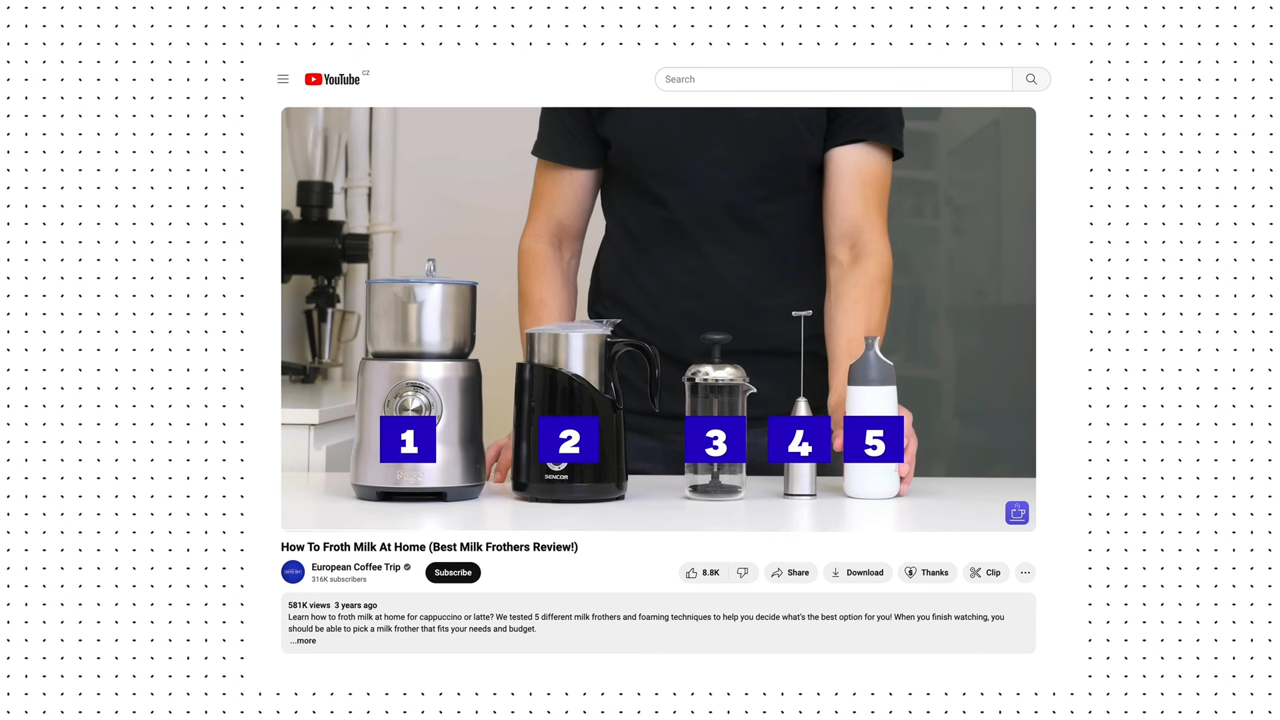 YouTube CZ
Search
1 2 3 4 5
SENCOR
How To Froth Milk At Home (Best Milk Frothers Review!)
European Coffee Trip
316K subscribers
Subscribe
8.8K
Share
Download
Thanks
Clip
581K views 3 years ago
Learn how to froth milk at home for cappuccino or latte? We tested 5 different milk frothers and foaming techniques to help you decide what's the best option for you! When you finish watching, you
should be able to pick a milk frother that fits your needs and budget.
...more